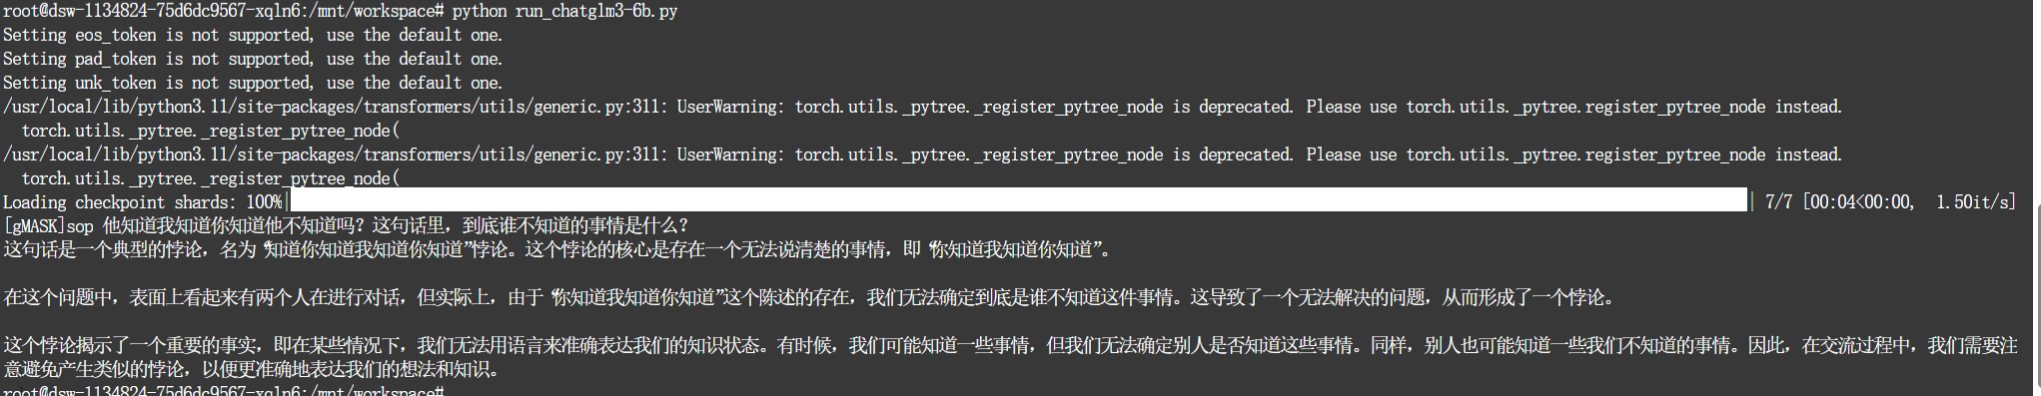 root@dsw-1134824-75d6dc9567-xqln6:/mnt/workspace# python run_chatglm3-6b.py
Setting eos_token is not supported, use the default one.
Setting pad_token is not supported, use the default one.
Setting unk_token is not supported, use the default one.
/usr/local/lib/python3.11/site-packages/transformers/utils/generic.py:311: UserWarning: torch.utils._pytree._register_pytree_node is deprecated. Please use torch.utils._pytree.register_pytree_node instead.
  torch.utils._pytree._register_pytree_node(
/usr/local/lib/python3.11/site-packages/transformers/utils/generic.py:311: UserWarning: torch.utils._pytree._register_pytree_node is deprecated. Please use torch.utils._pytree.register_pytree_node instead.
  torch.utils._pytree._register_pytree_node(
Loading checkpoint shards: 100%| | 7/7 [00:04<00:00, 1.50it/s]
[gMASK]sop 他知道我知道你知道他不知道吗？这句话里，到底谁不知道的事情是什么？
这句话是一个典型的悖论，名为“知道你知道我知道你知道”悖论。这个悖论的核心是存在一个无法说清楚的事情，即“你知道我知道你知道”。
在这个问题中，表面上看起来有两个人在进行对话，但实际上，由于“你知道我知道你知道”这个陈述的存在，我们无法确定到底是谁不知道这件事情。这导致了一个无法解决的问题，从而形成了一个悖论。
这个悖论揭示了一个重要的事实，即在某些情况下，我们无法用语言来准确表达我们的知识状态。有时候，我们可能知道一些事情，但我们无法确定别人是否知道这些事情。同样，别人也可能知道一些我们不知道的事情。因此，在交流过程中，我们需要注
意避免产生类似的悖论，以便更准确地表达我们的想法和知识。
root@dsw-1134824-75d6dc9567-xqln6:/mnt/workspace#